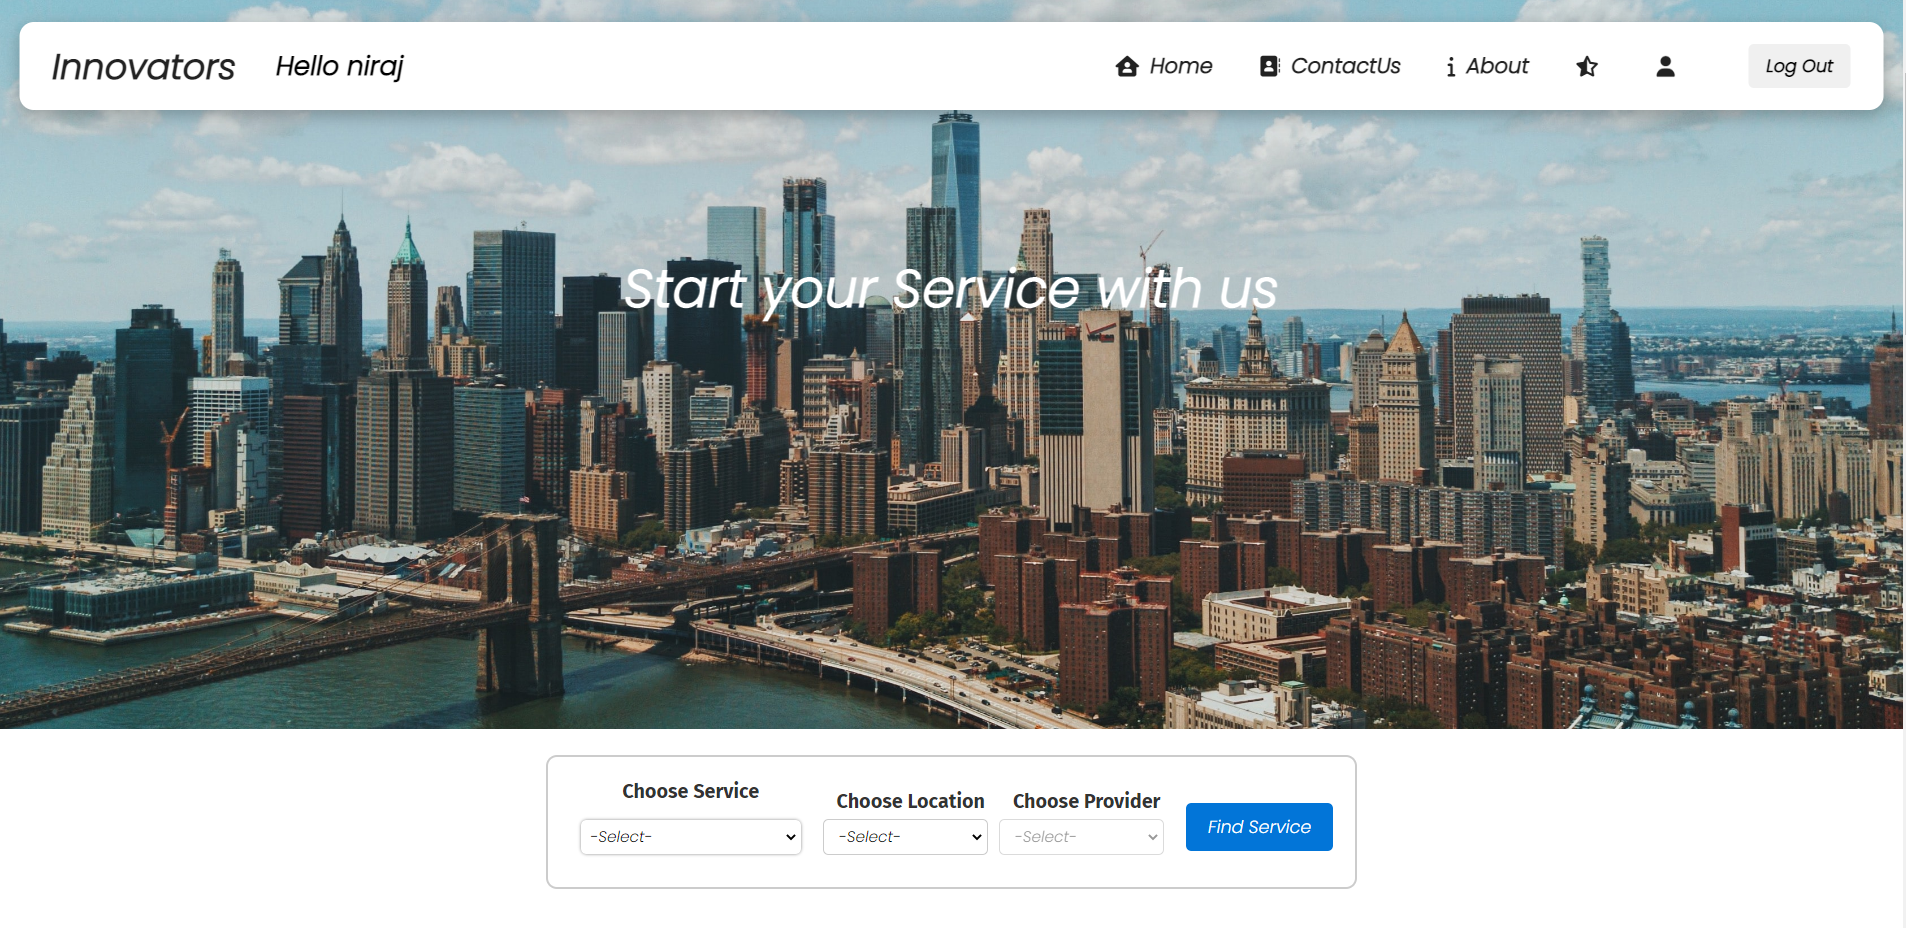 Innovators Hello niraj Home ContactUs About Log Out
Start your Service with us
Choose Service Choose Location Choose Provider
-Select- -Select- -Select- Find Service